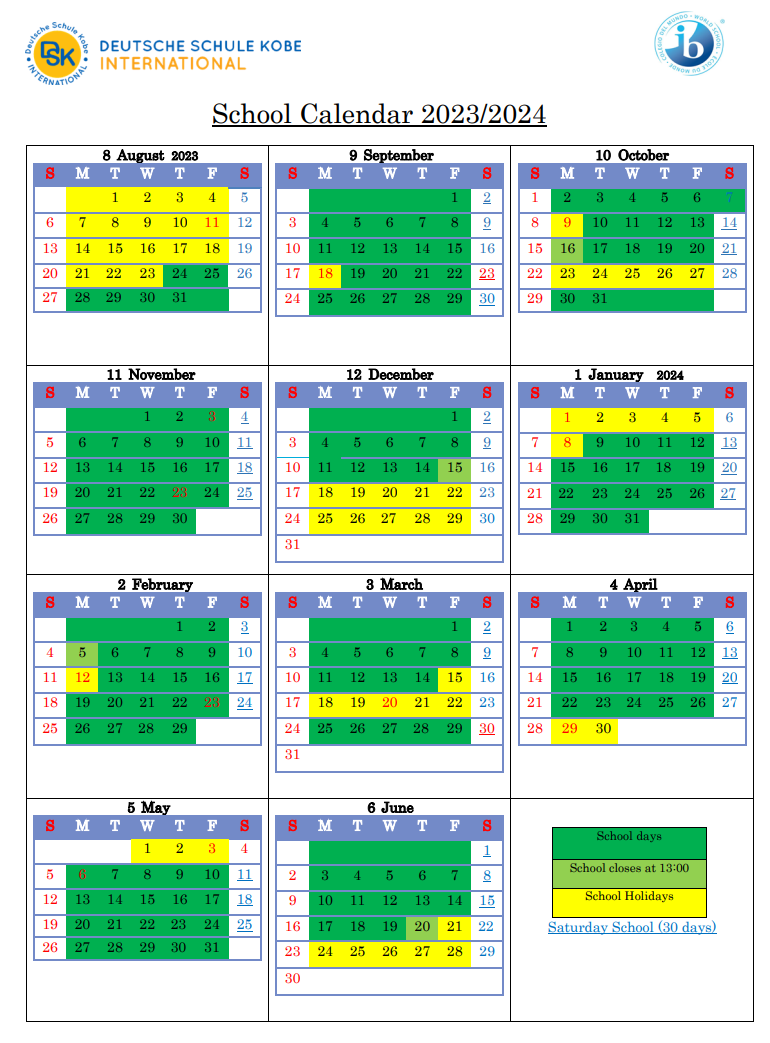 Deutsche Schule Kobe
INTERNATIONAL
DSK
DEUTSCHE SCHULE KOBE
INTERNATIONAL
COLEGIO DEL MUNDO • WORLD SCHOOL • ECOLE DU MONDE
ib
®
School Calendar 2023/2024
8 August 2023
S M T W T F S
1 2 3 4 5
6 7 8 9 10 11 12
13 14 15 16 17 18 19
20 21 22 23 24 25 26
27 28 29 30 31
9 September
S M T W T F S
1 2
3 4 5 6 7 8 9
10 11 12 13 14 15 16
17 18 19 20 21 22 23
24 25 26 27 28 29 30
10 October
S M T W T F S
1 2 3 4 5 6 7
8 9 10 11 12 13 14
15 16 17 18 19 20 21
22 23 24 25 26 27 28
29 30 31
11 November
S M T W T F S
1 2 3 4
5 6 7 8 9 10 11
12 13 14 15 16 17 18
19 20 21 22 23 24 25
26 27 28 29 30
12 December
S M T W T F S
1 2
3 4 5 6 7 8 9
10 11 12 13 14 15 16
17 18 19 20 21 22 23
24 25 26 27 28 29 30
31
1 January 2024
S M T W T F S
1 2 3 4 5 6
7 8 9 10 11 12 13
14 15 16 17 18 19 20
21 22 23 24 25 26 27
28 29 30 31
2 February
S M T W T F S
1 2 3
4 5 6 7 8 9 10
11 12 13 14 15 16 17
18 19 20 21 22 23 24
25 26 27 28 29
3 March
S M T W T F S
1 2
3 4 5 6 7 8 9
10 11 12 13 14 15 16
17 18 19 20 21 22 23
24 25 26 27 28 29 30
31
4 April
S M T W T F S
1 2 3 4 5 6
7 8 9 10 11 12 13
14 15 16 17 18 19 20
21 22 23 24 25 26 27
28 29 30
5 May
S M T W T F S
1 2 3 4
5 6 7 8 9 10 11
12 13 14 15 16 17 18
19 20 21 22 23 24 25
26 27 28 29 30 31
6 June
S M T W T F S
1
2 3 4 5 6 7 8
9 10 11 12 13 14 15
16 17 18 19 20 21 22
23 24 25 26 27 28 29
30
School days
School closes at 13:00
School Holidays
Saturday School (30 days)